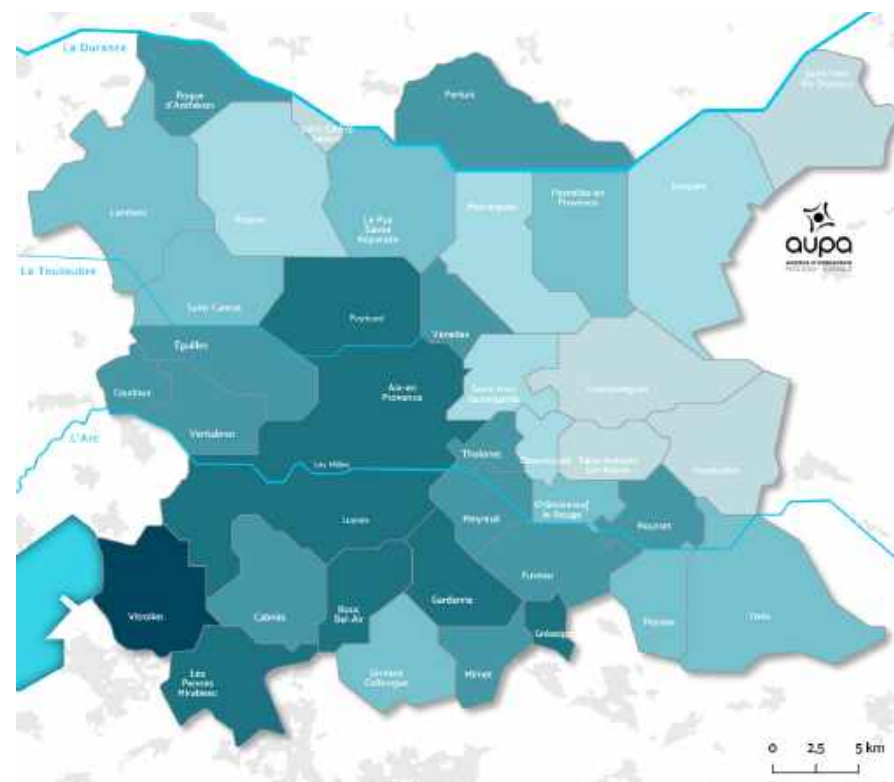 La Durance
Roque
d'Anthéron
Pertuis
Lambesc
Rognes
Le Puy
Sainte
Réparade
Meyrargues
Peyrolles en
Provence
Jouques
aupa
La Touloubre
Saint-Cannat
Puyricard
Venelles
Eguilles
Aix-en
Provence
Coudoux
Ventabren
L'Arc
Les Milles
Tholonet
Châteauneuf
le Rouge
Luynes
Meyreuil
Rousset
Fuveau
Vitrolles
Cabriès
Bouc
Bel-Air
Gardanne
Gréasque
Peynier
Trets
Les
Pennes
Mirabeau
Simiane
Collongue
Mimet
0 2,5 5 km